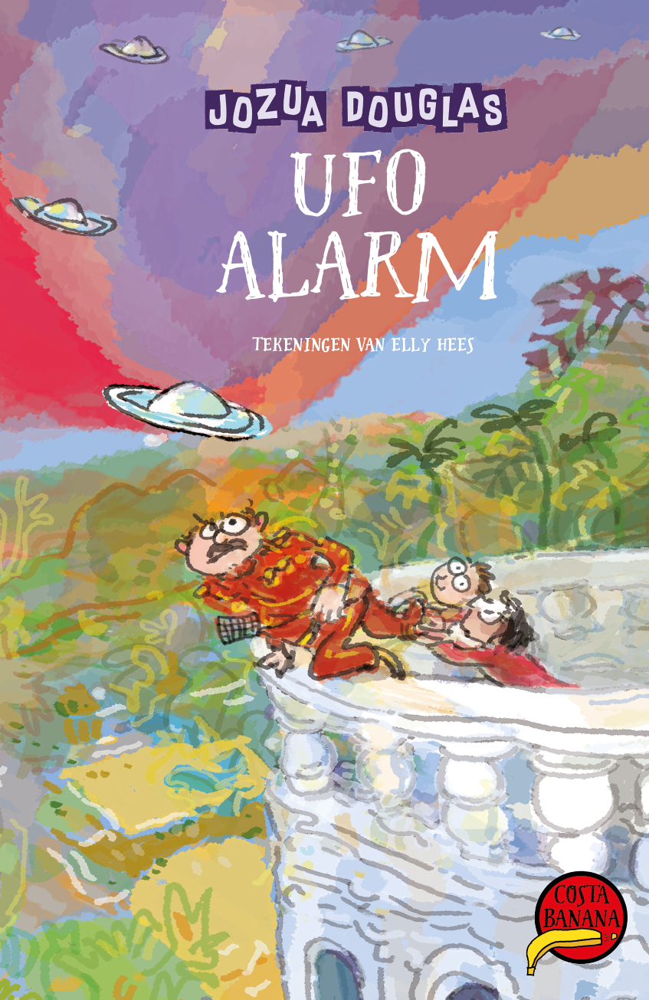 JOZUA DOUGLAS
UFO
ALARM
TEKENINGEN VAN ELLY HEES
COSTA
BANANA